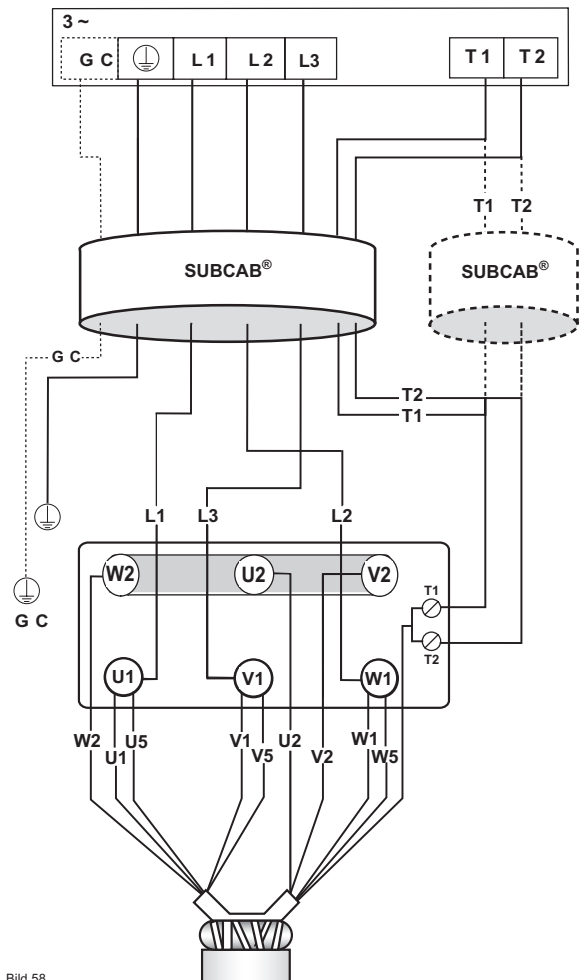 3 ~
G C L 1 L 2 L3 T 1 T 2
T1 T2
SUBCAB®
SUBCAB®
G C
T2
T1
L1 L3 L2
W2 U2 V2
T1
T2
G C
U1 V1 W1
W2 U1 U5 V1 V5 U2 V2 W1 W5
Bild 58